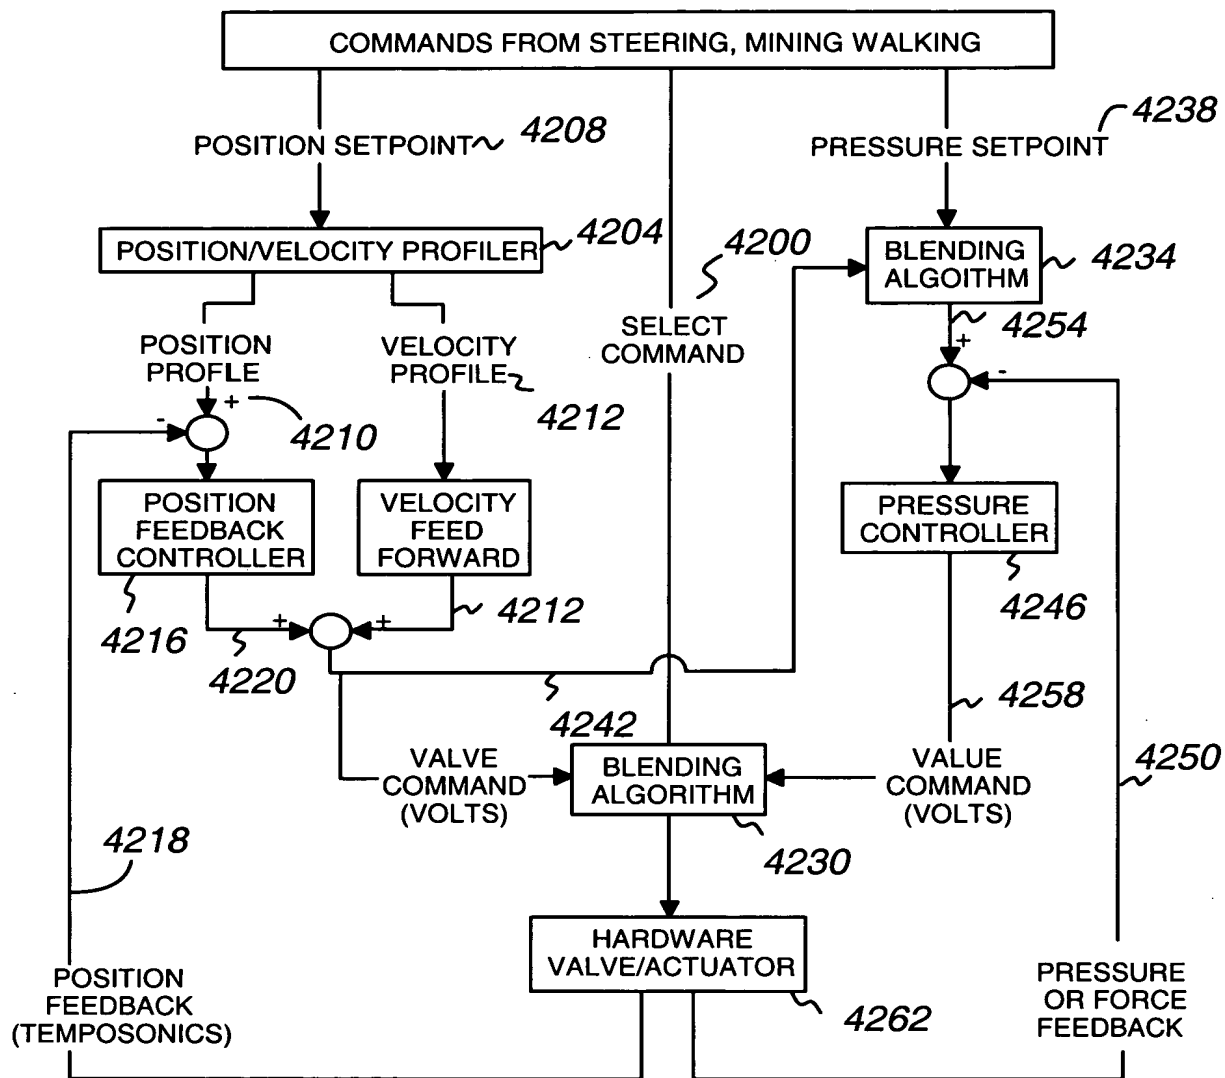 COMMANDS FROM STEERING, MINING WALKING
POSITION SETPOINT 4208
PRESSURE SETPOINT 4238
POSITION/VELOCITY PROFILER 4204
4200
BLENDING
ALGOITHM
4234
SELECT
COMMAND
4254
POSITION
PROFLE
VELOCITY
PROFILE
4212
+
-
+
-
4210
POSITION
FEEDBACK
CONTROLLER
VELOCITY
FEED
FORWARD
PRESSURE
CONTROLLER
4216
4220
+
+
4212
4246
4242
4258
VALVE
COMMAND
(VOLTS)
BLENDING
ALGORITHM
VALUE
COMMAND
(VOLTS)
4250
4218
4230
HARDWARE
VALVE/ACTUATOR
4262
POSITION
FEEDBACK
(TEMPOSONICS)
PRESSURE
OR FORCE
FEEDBACK